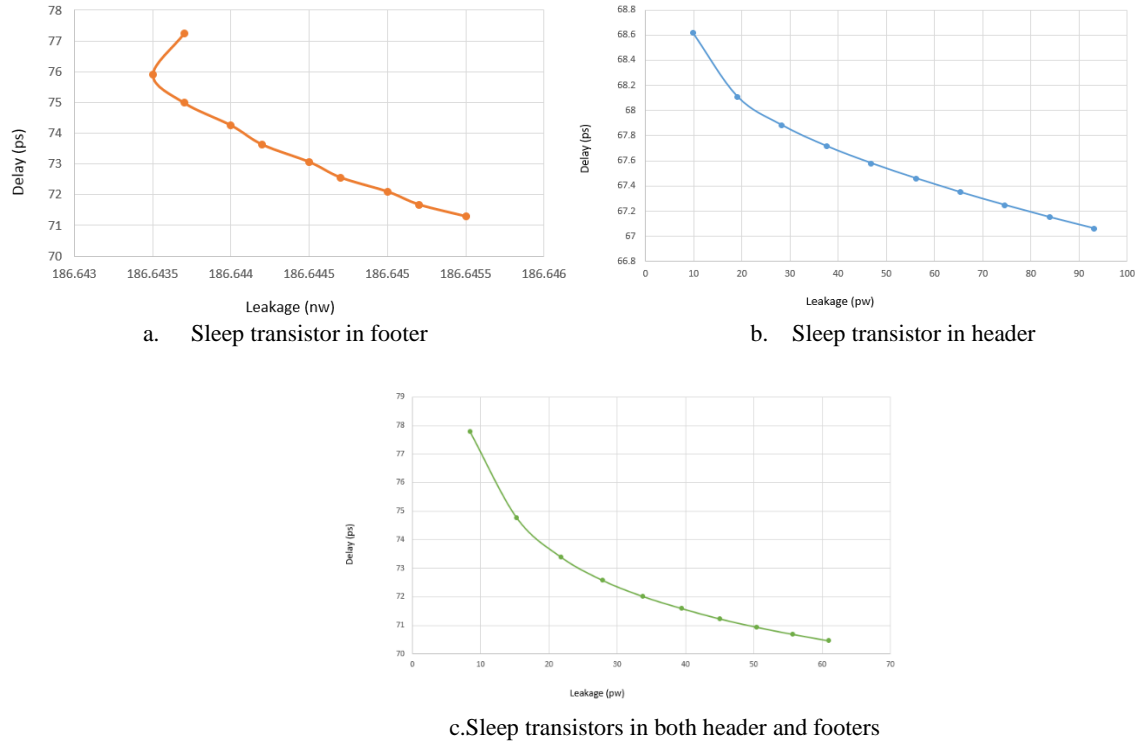 78
77
76
75
74
73
72
71
70
Delay (ps)
186.643 186.6435 186.644 186.6445 186.645 186.6455 186.646
Leakage (nw)
a. Sleep transistor in footer
68.8
68.6
68.4
68.2
68
67.8
67.6
67.4
67.2
67
66.8
Delay (ps)
0 10 20 30 40 50 60 70 80 90 100
Leakage (pw)
b. Sleep transistor in header
79
78
77
76
75
74
73
72
71
70
Delay (ps)
0 10 20 30 40 50 60 70
Leakage (pw)
c.Sleep transistors in both header and footers